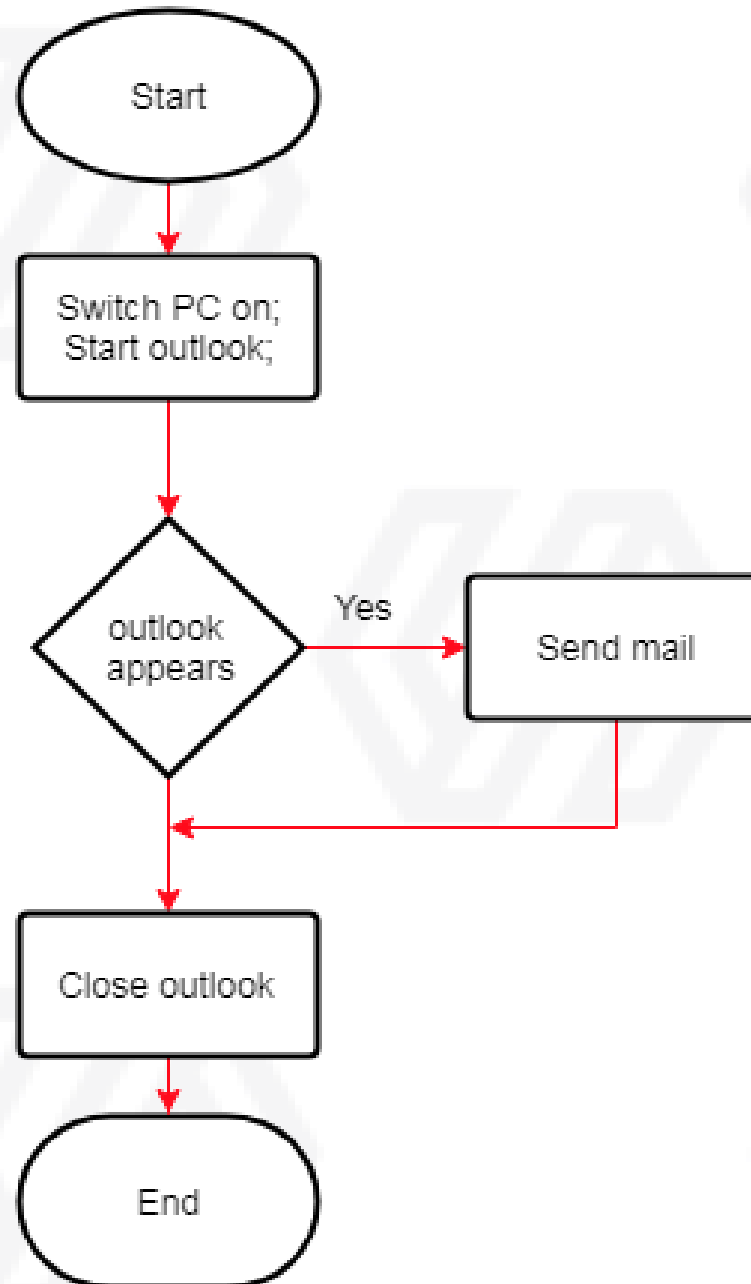 Start
Switch PC on;
Start outlook;
outlook
appears
Yes
Send mail
Close outlook
End